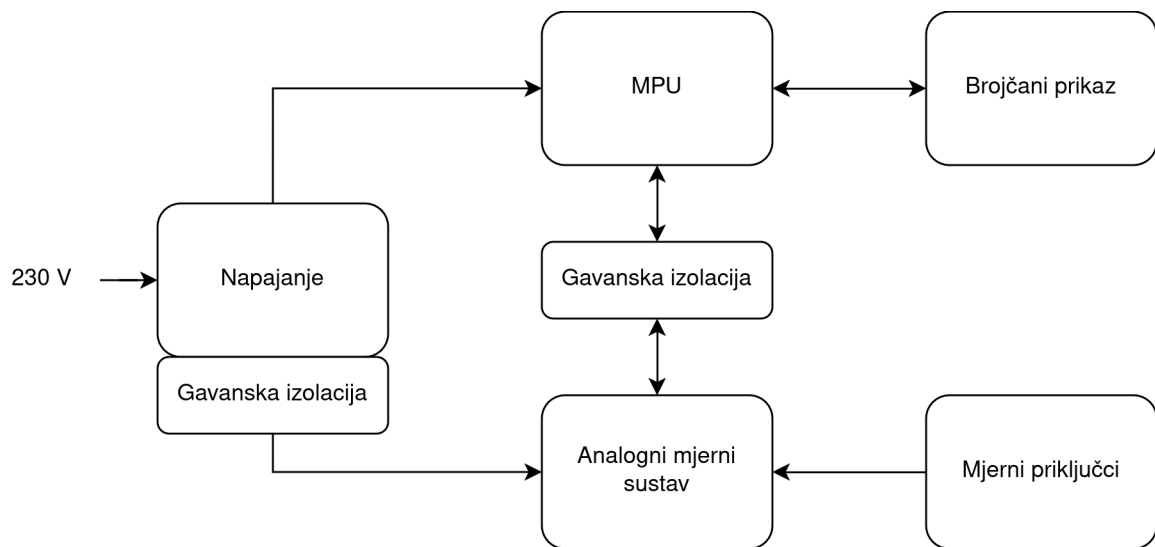 MPU
Brojčani prikaz
230 V
Napajanje
Gavanska izolacija
Gavanska izolacija
Analogni mjerni
sustav
Mjerni priključci